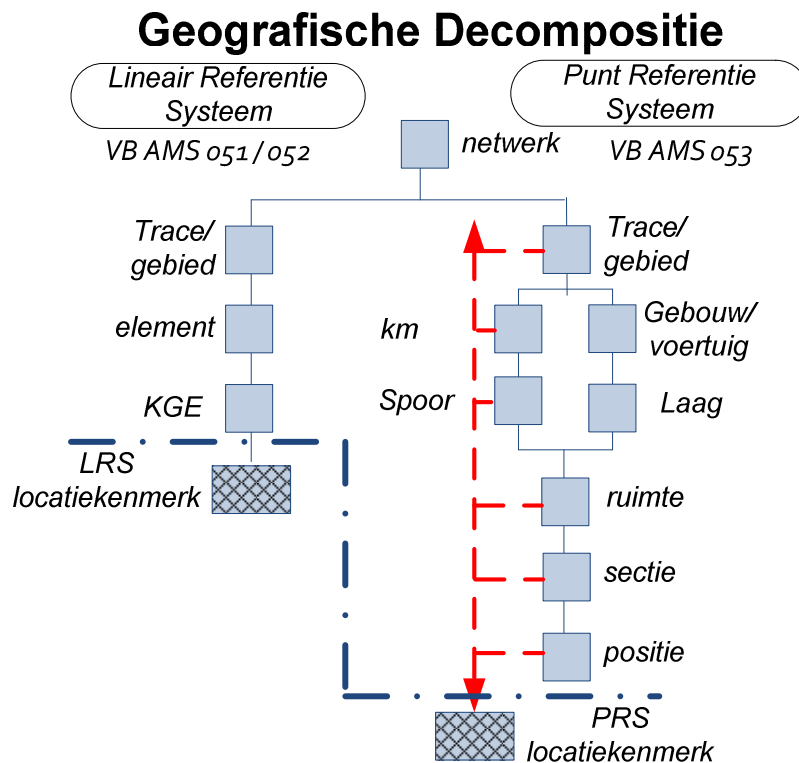 Geografische Decompositie
Lineair Referentie
Systeem
VB AMS 051 / 052
Punt Referentie
Systeem
VB AMS 053
netwerk
Trace/
gebied
element
KGE
LRS
locatiekenmerk
Trace/
gebied
km
Gebouw/
voertuig
Spoor
Laag
ruimte
sectie
positie
PRS
locatiekenmerk